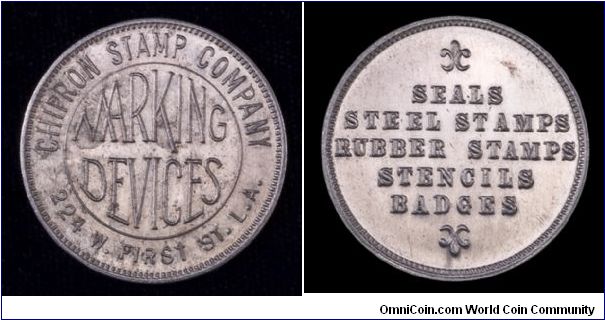 CHIPRON STAMP COMPANY
MARKING
DEVICES
224 W. FIRST ST. L.A.
SEALS
STEEL STAMPS
RUBBER STAMPS
STENCILS
BADGES
OmniCoin.com World Coin Community